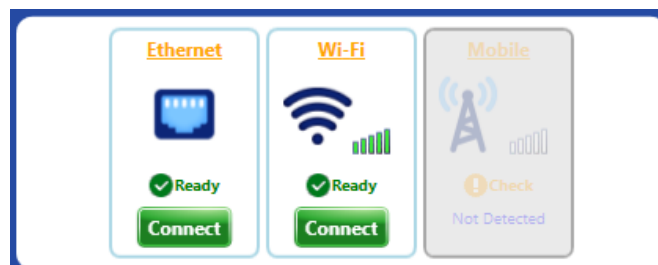 Ethernet
Ready
Connect
Wi-Fi
Ready
Connect
Mobile
Check
Not Detected